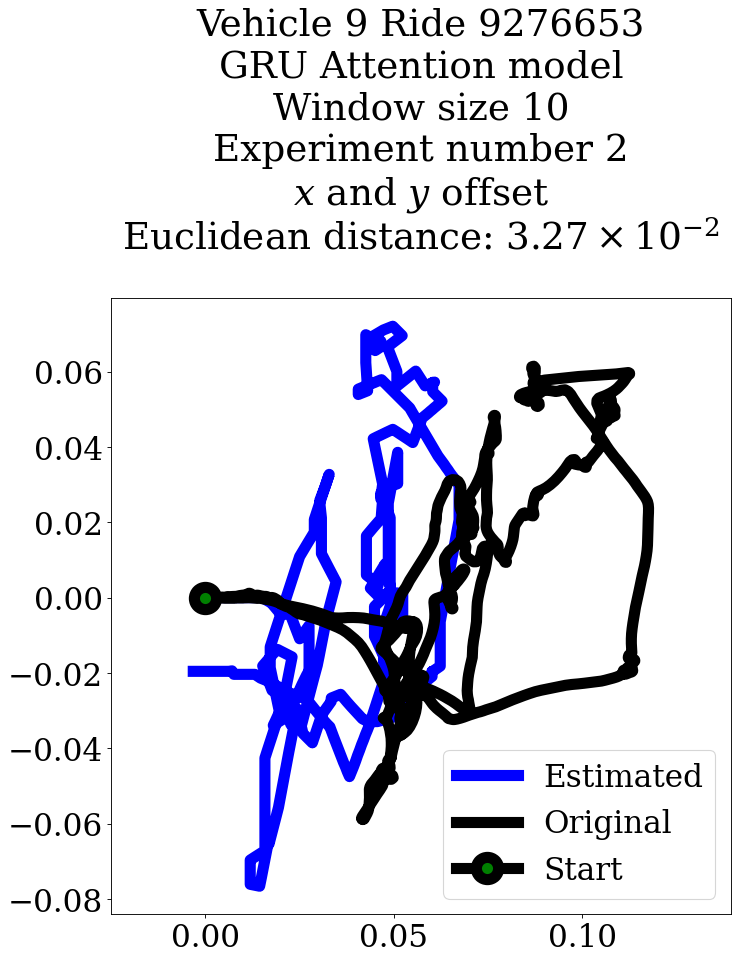 Vehicle 9 Ride 9276653
GRU Attention model
Window size 10
Experiment number 2
x and y offset
Euclidean distance: 3.27 × 10⁻²
0.06
0.04
0.02
0.00
−0.02
−0.04
−0.06
−0.08
0.00 0.05 0.10
Estimated
Original
Start